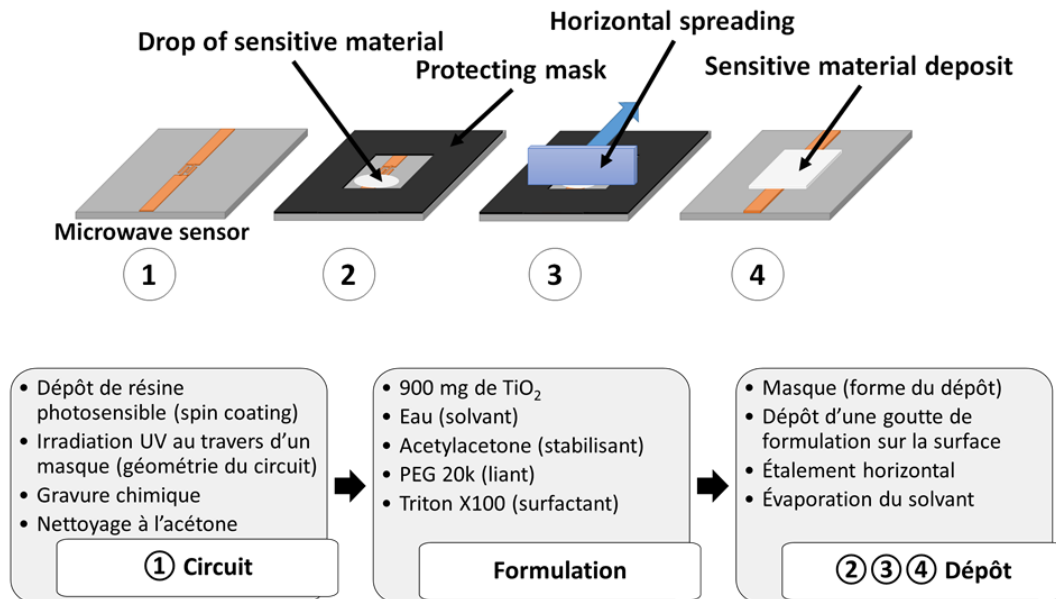 Horizontal spreading
Drop of sensitive material
Protecting mask
Sensitive material deposit
Microwave sensor
1
2
3
4
• Dépôt de résine
photosensible (spin coating)
• Irradiation UV au travers d’un
masque (géométrie du circuit)
• Gravure chimique
• Nettoyage à l’acétone
① Circuit
• 900 mg de TiO₂
• Eau (solvant)
• Acetylacetone (stabilisant)
• PEG 20k (liant)
• Triton X100 (surfactant)
Formulation
• Masque (forme du dépôt)
• Dépôt d’une goutte de
formulation sur la surface
• Étalement horizontal
• Évaporation du solvant
②③④ Dépôt